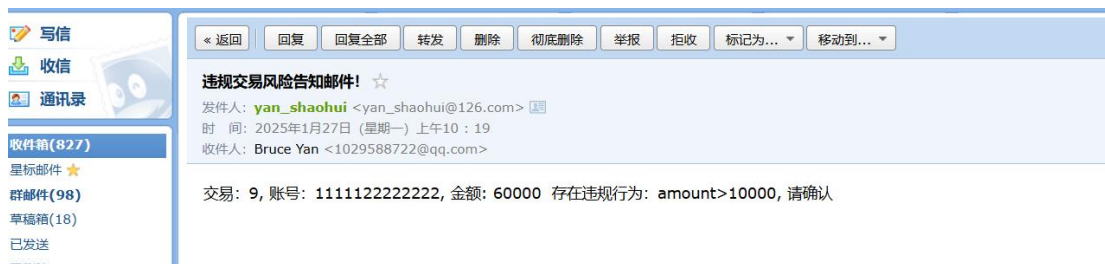 写信
收信
通讯录
收件箱(827)
星标邮件
群邮件(98)
草稿箱(18)
已发送
« 返回 回复 回复全部 转发 删除 彻底删除 举报 拒收 标记为... 移动到...
违规交易风险告知邮件!
发件人: yan_shaohui <yan_shaohui@126.com>
时 间: 2025年1月27日 (星期一) 上午10 : 19
收件人: Bruce Yan <1029588722@qq.com>
交易: 9, 账号: 1111122222222, 金额: 60000 存在违规行为: amount>10000, 请确认